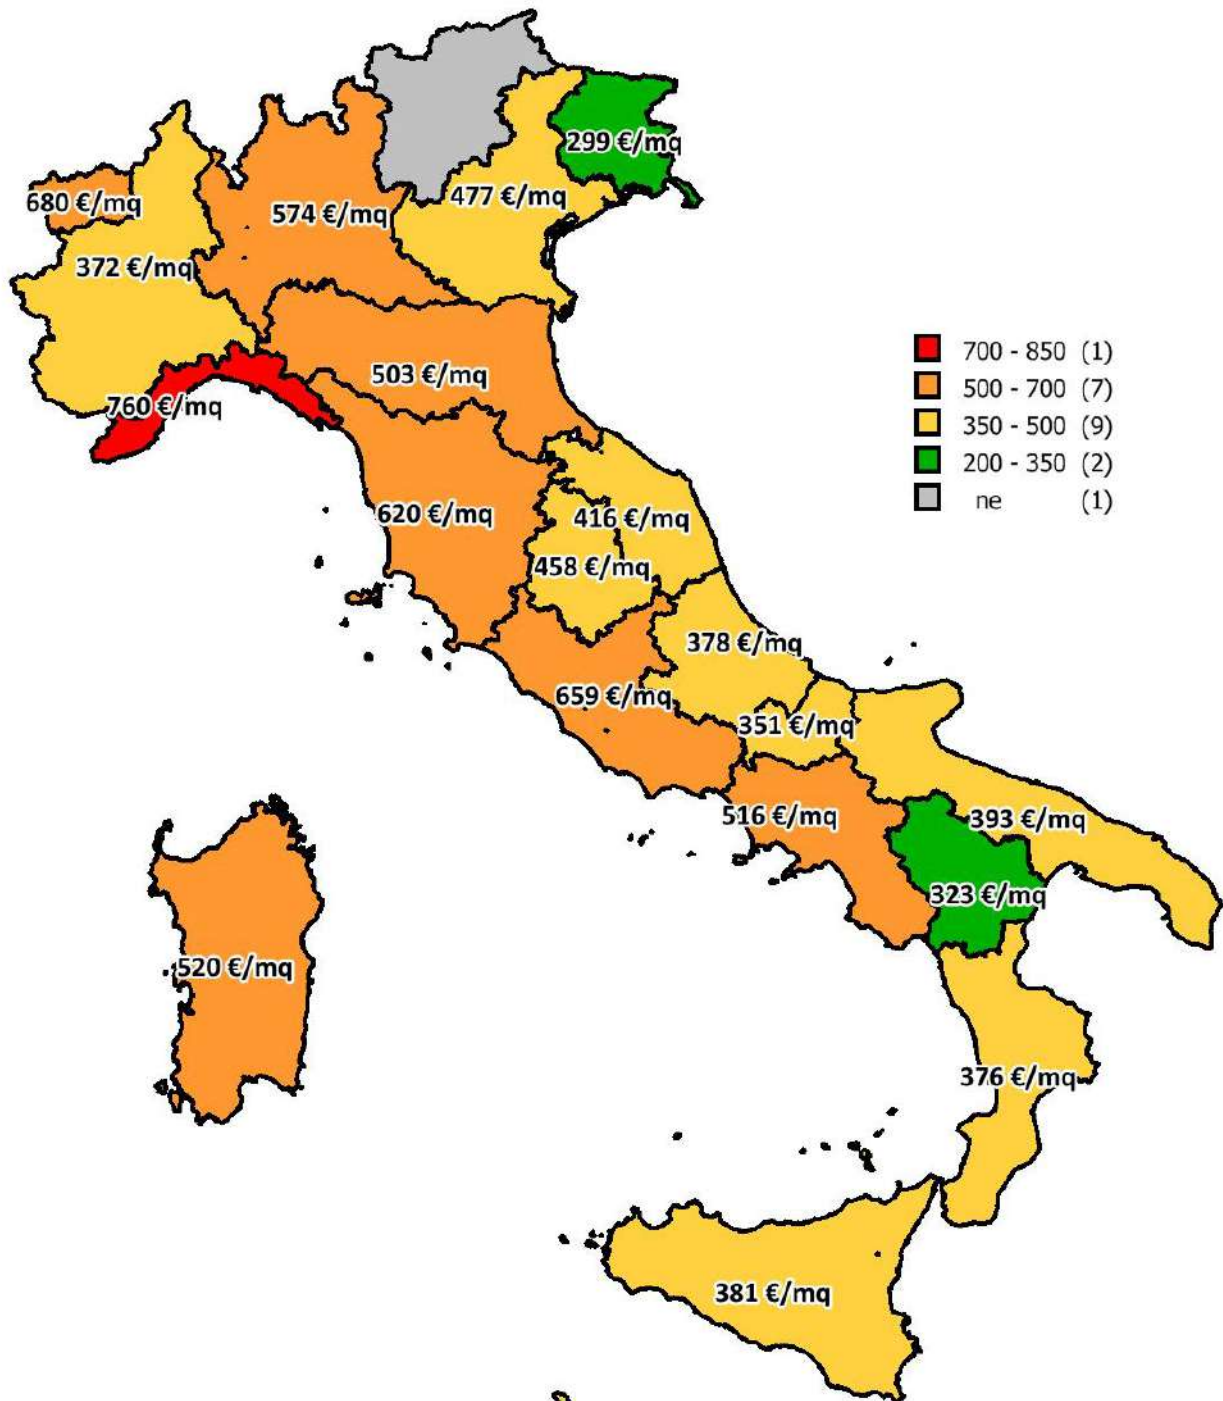 299 €/mq
477 €/mq
680 €/mq
574 €/mq
372 €/mq
503 €/mq
760 €/mq
700 - 850 (1)
500 - 700 (7)
350 - 500 (9)
200 - 350 (2)
ne (1)
620 €/mq
416 €/mq
458 €/mq
378 €/mq
659 €/mq
351 €/mq
516 €/mq
393 €/mq
323 €/mq
520 €/mq
376 €/mq
381 €/mq